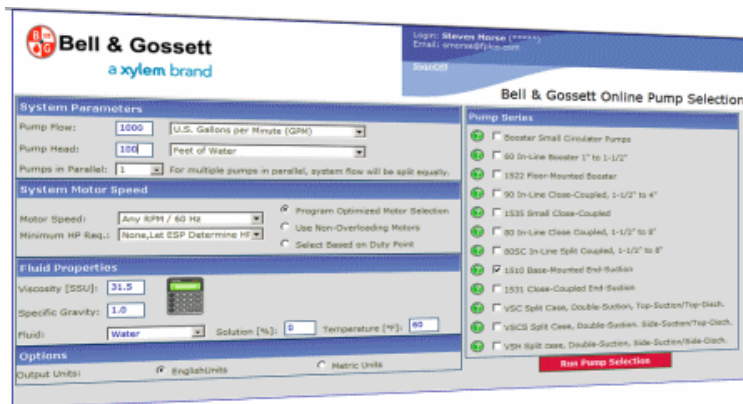 Bell & Gossett
a xylem brand
Login: Steven Horse (*****)
SignOff
Bell & Gossett Online Pump Selection
System Parameters
Pump Flow: 1000 U.S. Gallons per Minute (GPM)
Pump Head: 100 Feet of Water
Pumps in Parallel: 1 For multiple pumps in parallel, system flow will be split equally.
System Motor Speed
Motor Speed: Any RPM / 60 Hz
Minimum HP Req.: None,Let ESP Determine HP
Program Optimized Motor Selection
Use Non-Overloading Motors
Select Based on Duty Point
Fluid Properties
Viscosity [SSU]: 31.5
Specific Gravity: 1.0
Fluid: Water Solution [%]: 0 Temperature [ºF]: 60
Options
Output Units: EnglishUnits Metric Units
Pump Series
Booster Small Circulator Pumps
60 In-Line Booster 1" to 1-1/2"
1522 Floor-Mounted Booster
90 In-Line Close-Coupled, 1-1/2" to 4"
1535 Small Close-Coupled
80 In-Line Close Coupled, 1-1/2" to 8"
80SC In-Line Split Coupled, 1-1/2" to 8"
1510 Base-Mounted End-Suction
1531 Close-Coupled End-Suction
VSC Split Case, Double-Suction, Top-Suction/Top-Disch.
VSCS Split Case, Double-Suction. Side-Suction/Top-Disch.
VSH Split case, Double-Suction, Side-Suction/Side-Disch.
Run Pump Selection